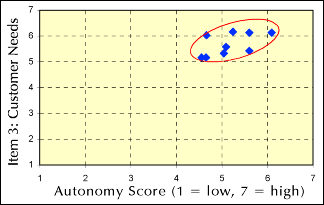 7
6
5
4
3
2
1
Item 3: Customer Needs
1 2 3 4 5 6 7
Autonomy Score (1 = low, 7 = high)